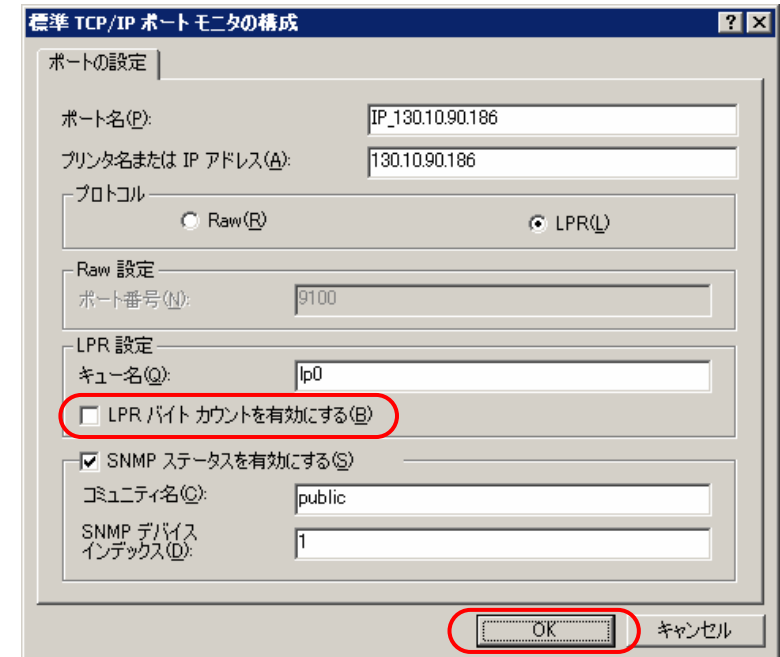 標準 TCP/IP ポート モニタの構成
ポートの設定
ポート名(P): IP_130.10.90.186
プリンタ名または IP アドレス(A): 130.10.90.186
プロトコル
Raw(R) LPR(L)
Raw 設定
ポート番号(N): 9100
LPR 設定
キュー名(Q): lp0
LPR バイト カウントを有効にする(B)
SNMP ステータスを有効にする(S)
コミュニティ名(C): public
SNMP デバイス
インデックス(D): 1
OK キャンセル